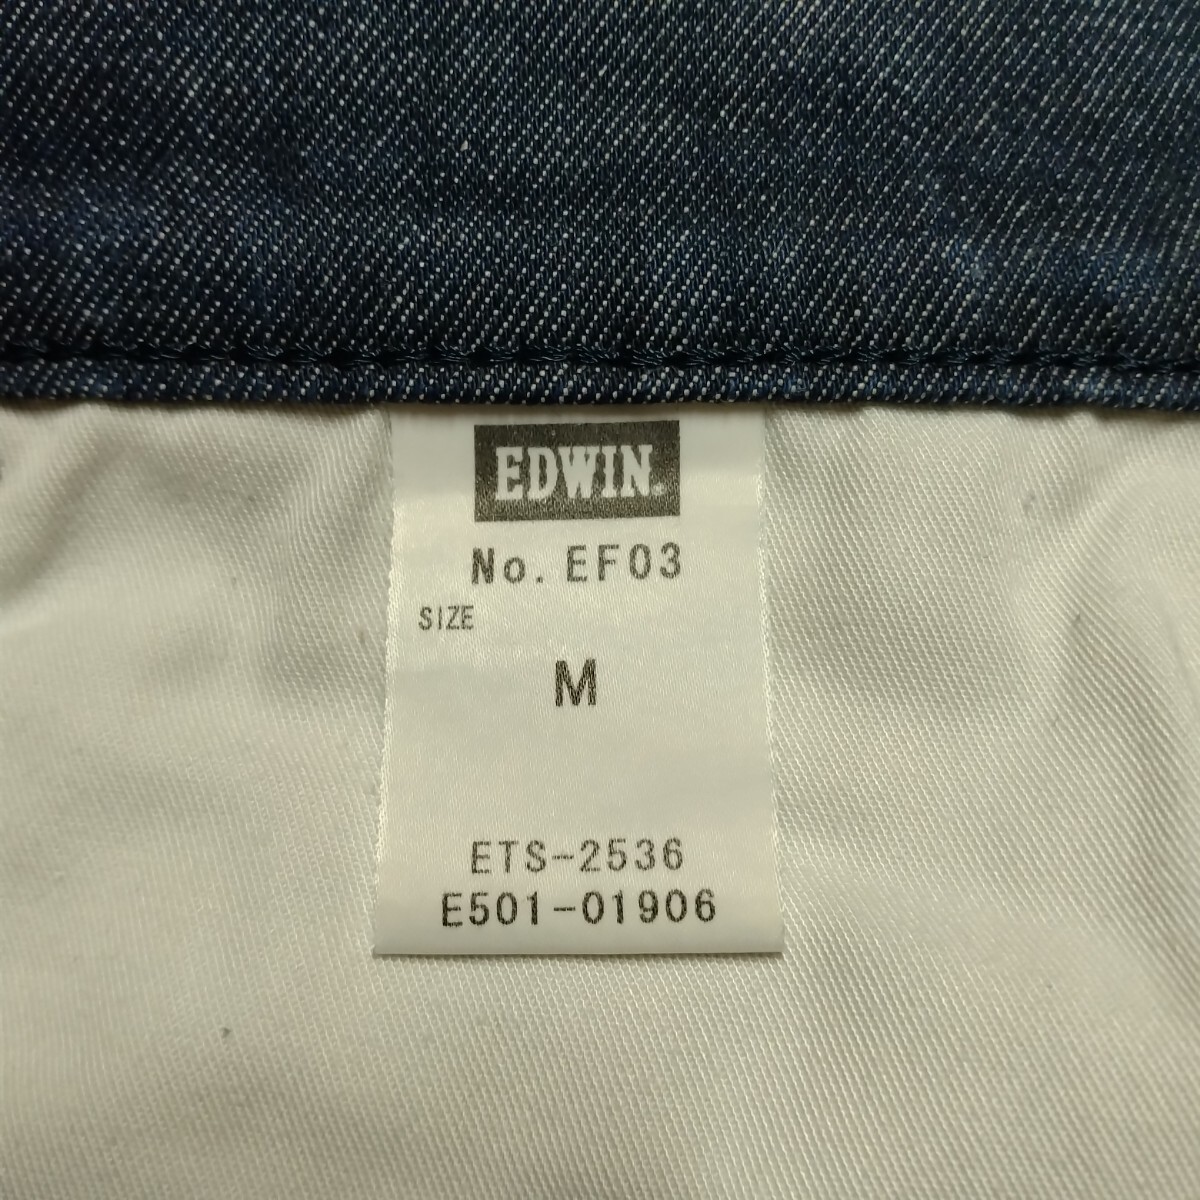 EDWIN.
No. EF03
SIZE
M
ETS-2536
E501-01906